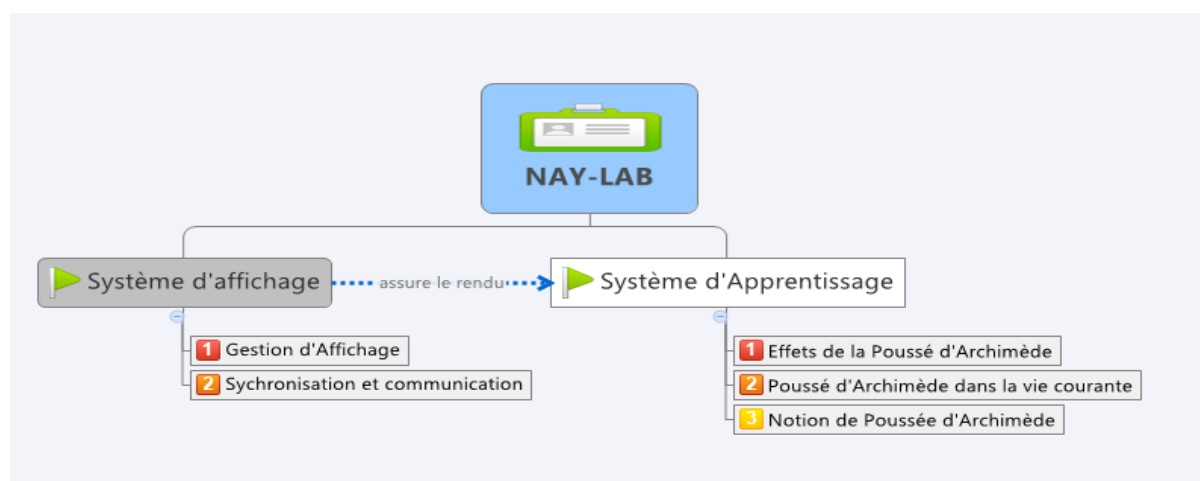 NAY-LAB
Système d'affichage
assure le rendu
Système d'Apprentissage
1 Gestion d'Affichage
2 Sychronisation et communication
1 Effets de la Poussé d'Archimède
2 Poussé d'Archimède dans la vie courante
3 Notion de Poussée d'Archimède